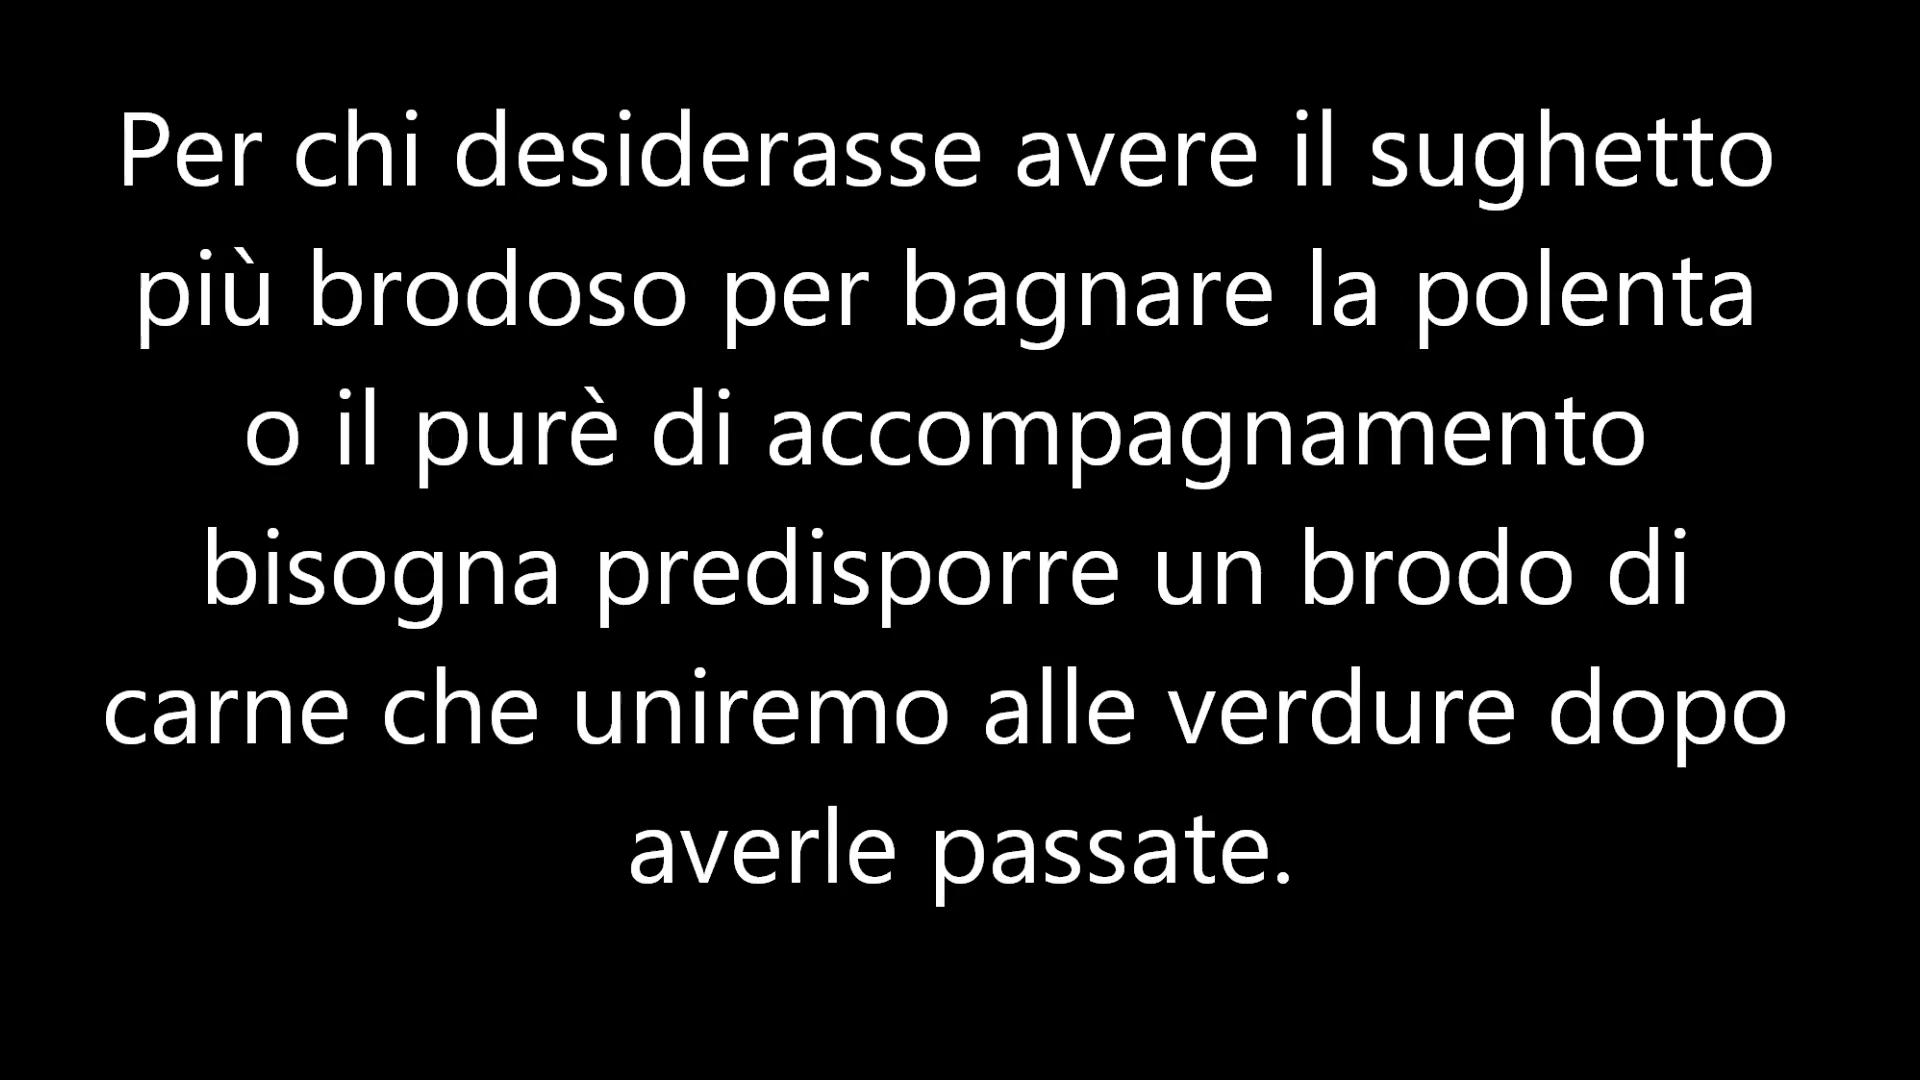 Per chi desiderasse avere il sughetto
più brodoso per bagnare la polenta
o il purè di accompagnamento
bisogna predisporre un brodo di
carne che uniremo alle verdure dopo
averle passate.